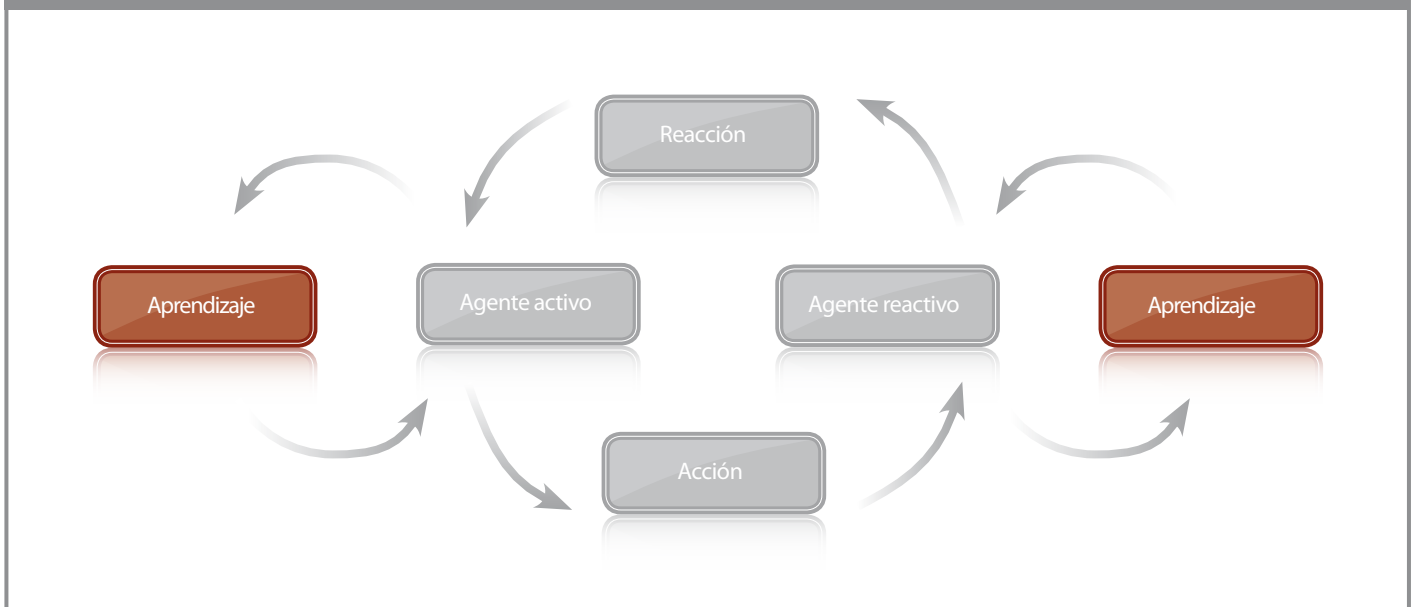 Reacción
Aprendizaje
Agente activo
Agente reactivo
Aprendizaje
Acción